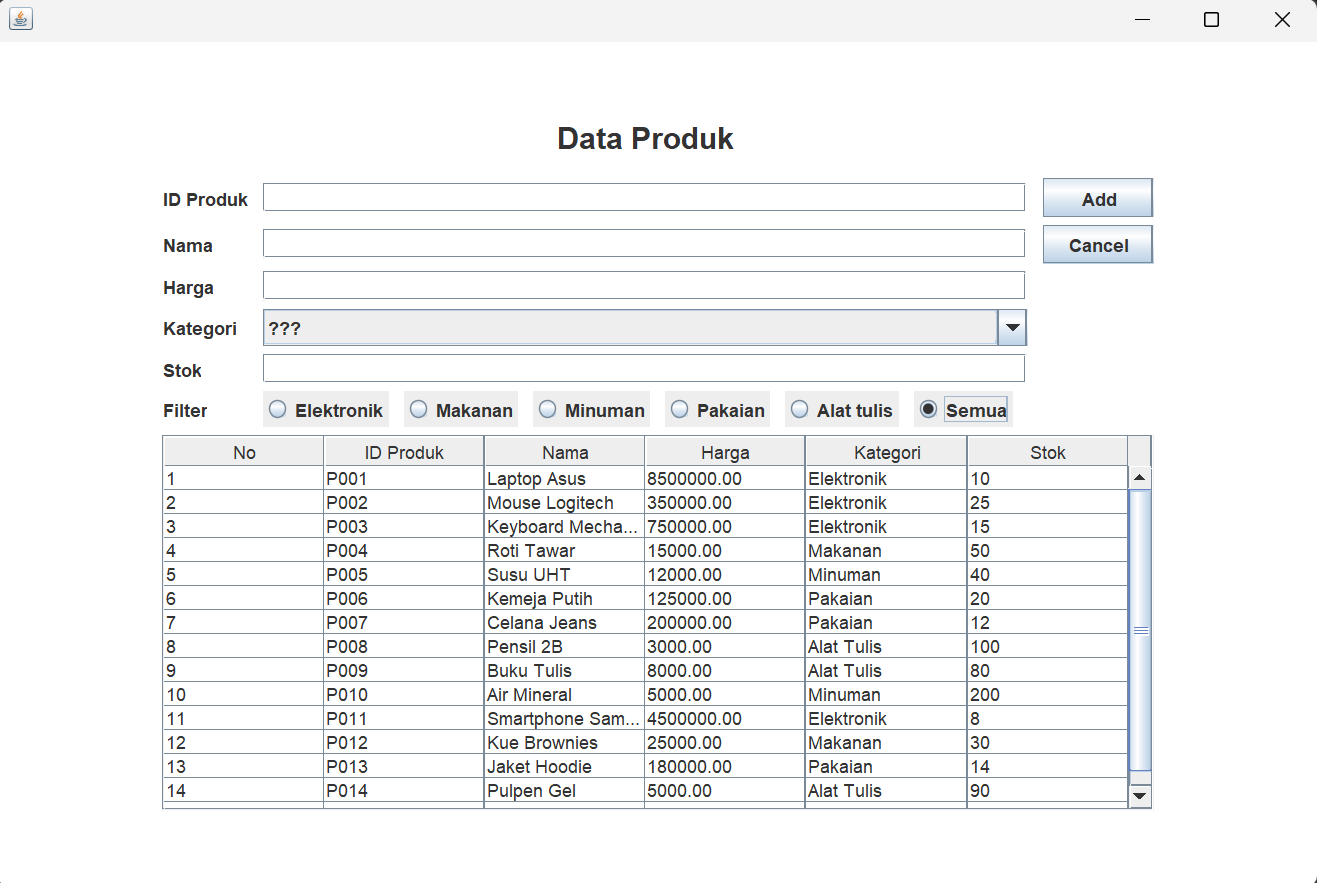 Data Produk
ID Produk Add
Nama Cancel
Harga
Kategori ???
Stok
Filter Elektronik Makanan Minuman Pakaian Alat tulis Semua
No ID Produk Nama Harga Kategori Stok
1 P001 Laptop Asus 8500000.00 Elektronik 10
2 P002 Mouse Logitech 350000.00 Elektronik 25
3 P003 Keyboard Mecha... 750000.00 Elektronik 15
4 P004 Roti Tawar 15000.00 Makanan 50
5 P005 Susu UHT 12000.00 Minuman 40
6 P006 Kemeja Putih 125000.00 Pakaian 20
7 P007 Celana Jeans 200000.00 Pakaian 12
8 P008 Pensil 2B 3000.00 Alat Tulis 100
9 P009 Buku Tulis 8000.00 Alat Tulis 80
10 P010 Air Mineral 5000.00 Minuman 200
11 P011 Smartphone Sam... 4500000.00 Elektronik 8
12 P012 Kue Brownies 25000.00 Makanan 30
13 P013 Jaket Hoodie 180000.00 Pakaian 14
14 P014 Pulpen Gel 5000.00 Alat Tulis 90